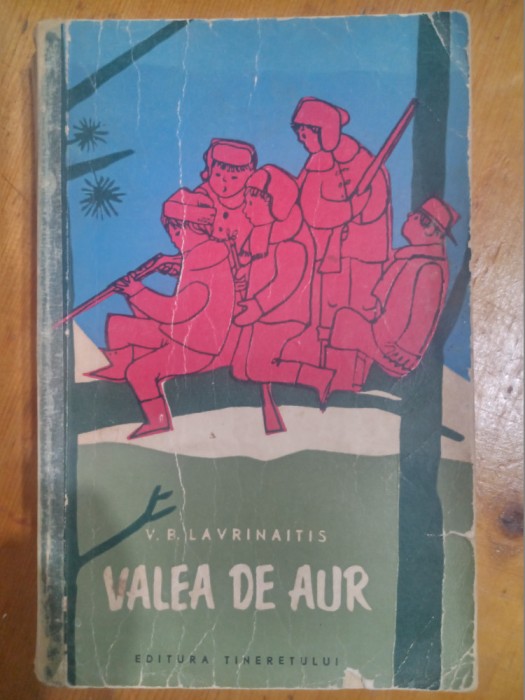 V. B. LAVRINAITIS
VALEA DE AUR
EDITURA TINERETULUI